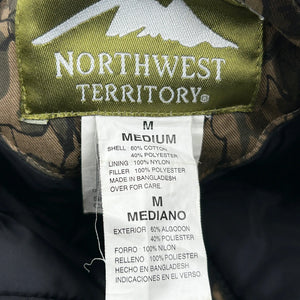 NORTHWEST
TERRITORY®
M
MEDIUM
SHELL 60% COTTON
40% POLYESTER
LINING 100% NYLON
FILLER 100% POLYESTER
MADE IN BANGLADESH
OVER FOR CARE.
M
MEDIANO
EXTERIOR 60% ALGODON
40% POLIESTER
FORRO 100% NILON
RELLENO 100% POLIESTER
HECHO EN BANGLADESH
INDICACIONES EN EL VERSO.